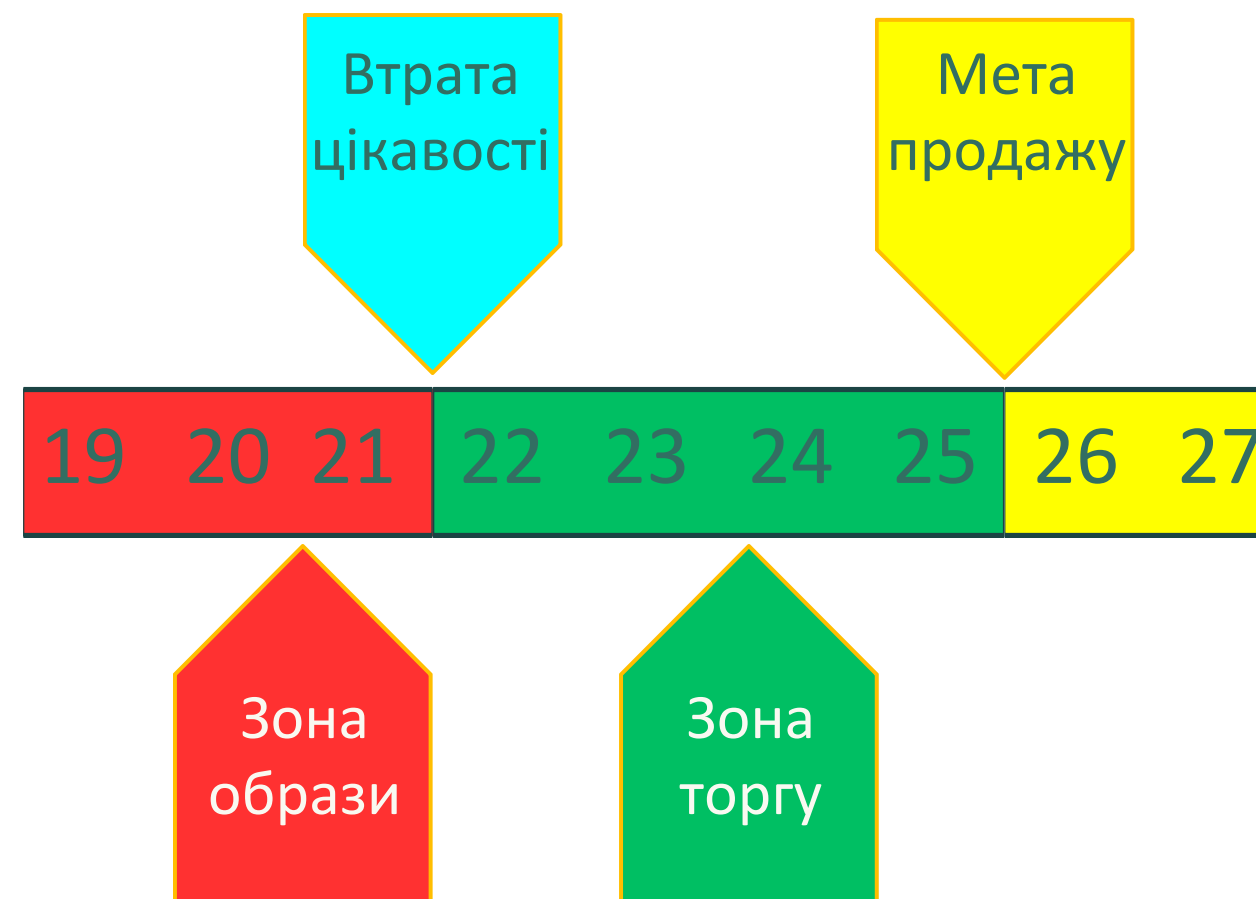 Втрата
цікавості
Мета
продажу
19 20 21 22 23 24 25 26 27
Зона
образи
Зона
торгу